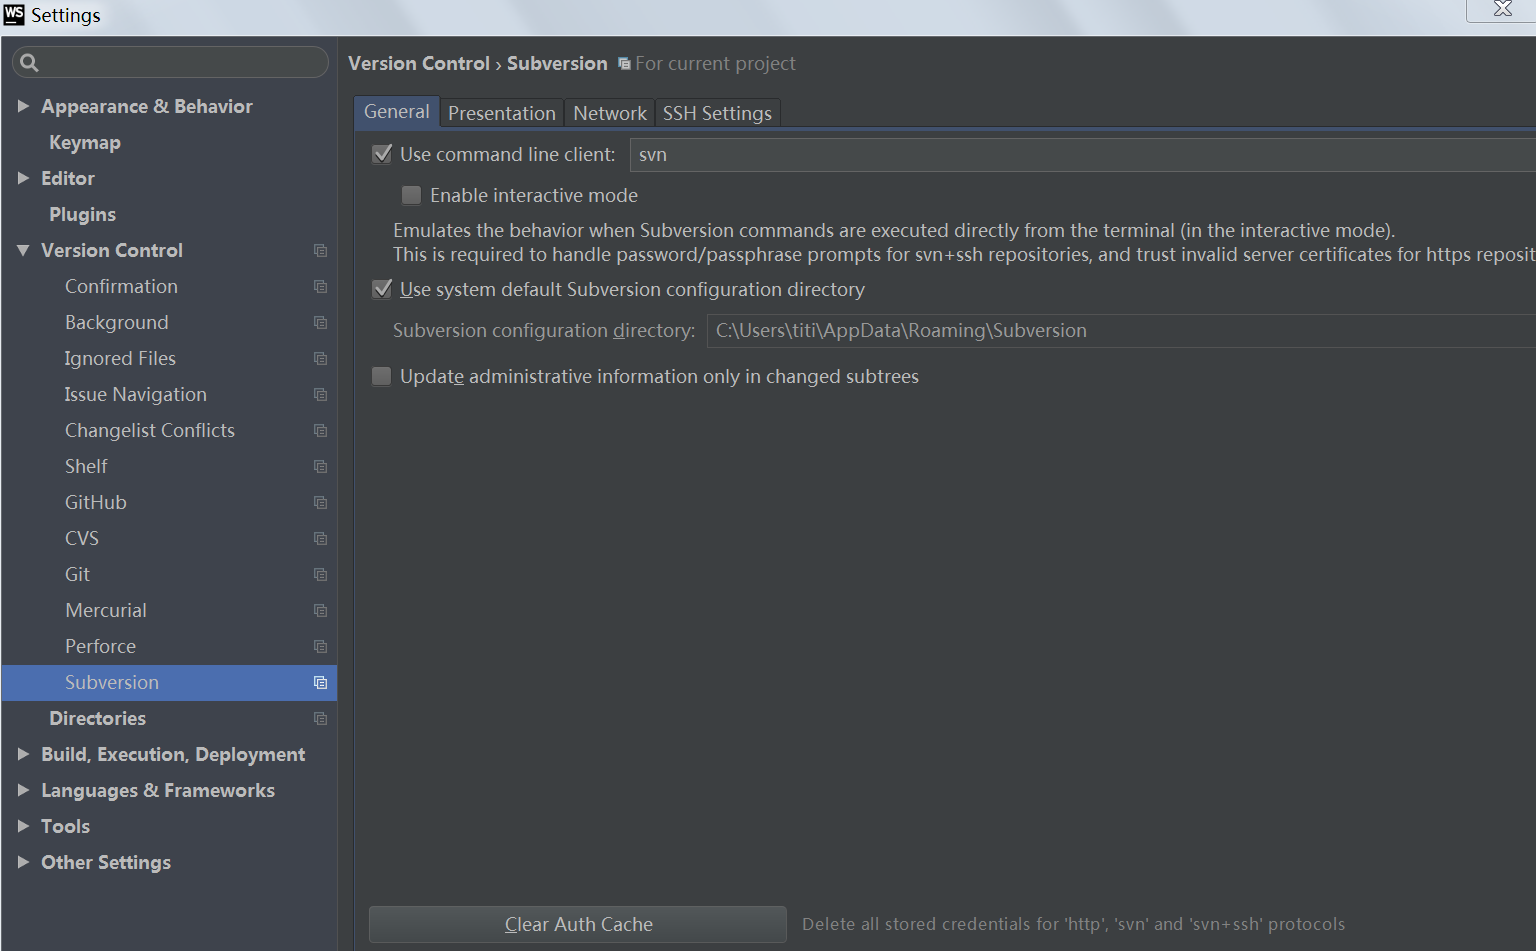 WS Settings
Appearance & Behavior
Keymap
Editor
Plugins
Version Control
Confirmation
Background
Ignored Files
Issue Navigation
Changelist Conflicts
Shelf
GitHub
CVS
Git
Mercurial
Perforce
Subversion
Directories
Build, Execution, Deployment
Languages & Frameworks
Tools
Other Settings
Version Control › Subversion For current project
General Presentation Network SSH Settings
Use command line client: svn
Enable interactive mode
Emulates the behavior when Subversion commands are executed directly from the terminal (in the interactive mode).
This is required to handle password/passphrase prompts for svn+ssh repositories, and trust invalid server certificates for https reposit
Use system default Subversion configuration directory
Subversion configuration directory: C:\Users\titi\AppData\Roaming\Subversion
Update administrative information only in changed subtrees
Clear Auth Cache Delete all stored credentials for 'http', 'svn' and 'svn+ssh' protocols